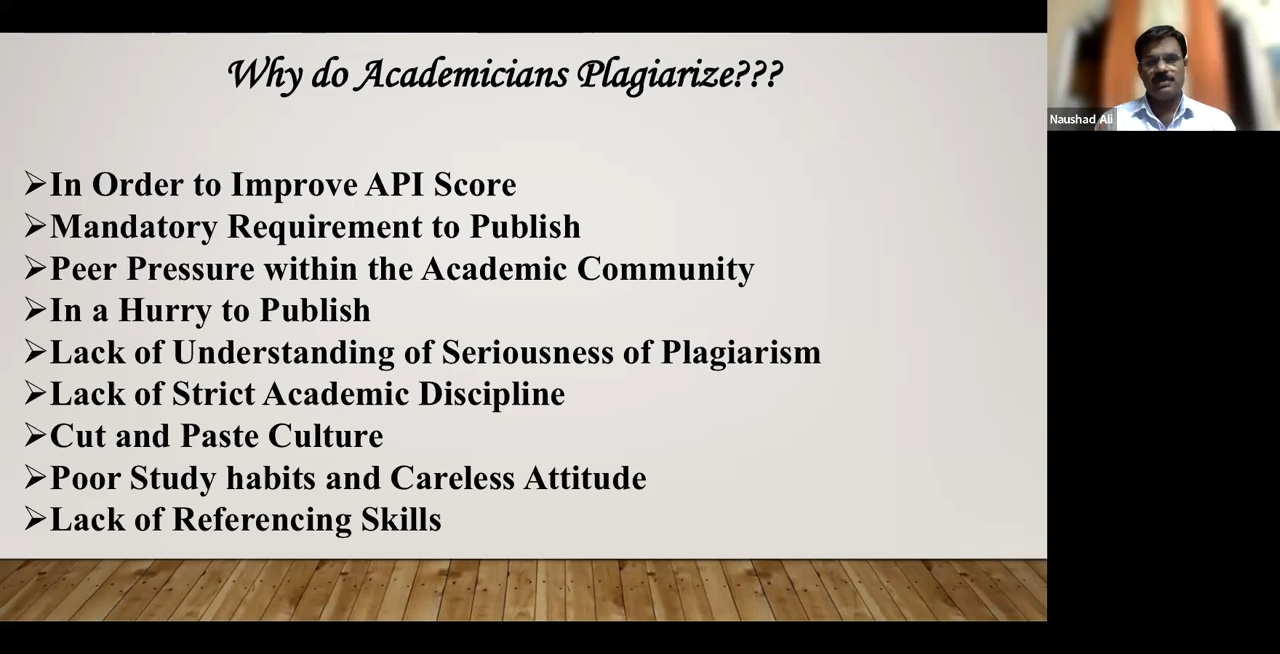 Why do Academicians Plagiarize???
Naushad Ali
➢In Order to Improve API Score
➢Mandatory Requirement to Publish
➢Peer Pressure within the Academic Community
➢In a Hurry to Publish
➢Lack of Understanding of Seriousness of Plagiarism
➢Lack of Strict Academic Discipline
➢Cut and Paste Culture
➢Poor Study habits and Careless Attitude
➢Lack of Referencing Skills